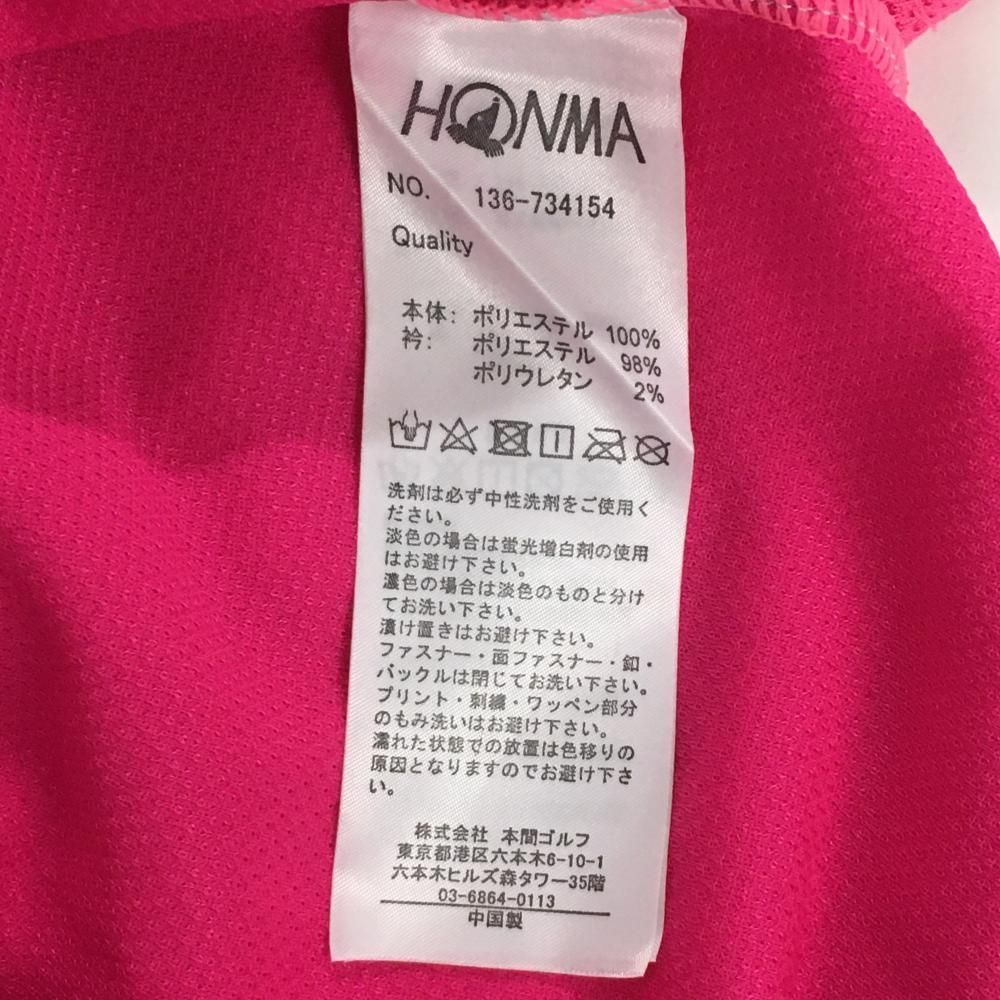 HONMA
NO. 136-734154
Quality
本体: ポリエステル 100%
衿: ポリエステル 98%
ポリウレタン 2%
洗剤は必ず中性洗剤をご使用く
ださい。
淡色の場合は蛍光増白剤の使用
はお避け下さい。
濃色の場合は淡色のものと分け
てお洗い下さい。
漬け置きはお避け下さい。
ファスナー・面ファスナー・釦・
バックルは閉じてお洗い下さい。
プリント・刺繍・ワッペン部分
のもみ洗いはお避け下さい。
濡れた状態での放置は色移りの
原因となりますのでお避け下さ
い。
株式会社 本間ゴルフ
東京都港区六本木6-10-1
六本木ヒルズ森タワー35階
03-6864-0113
中国製